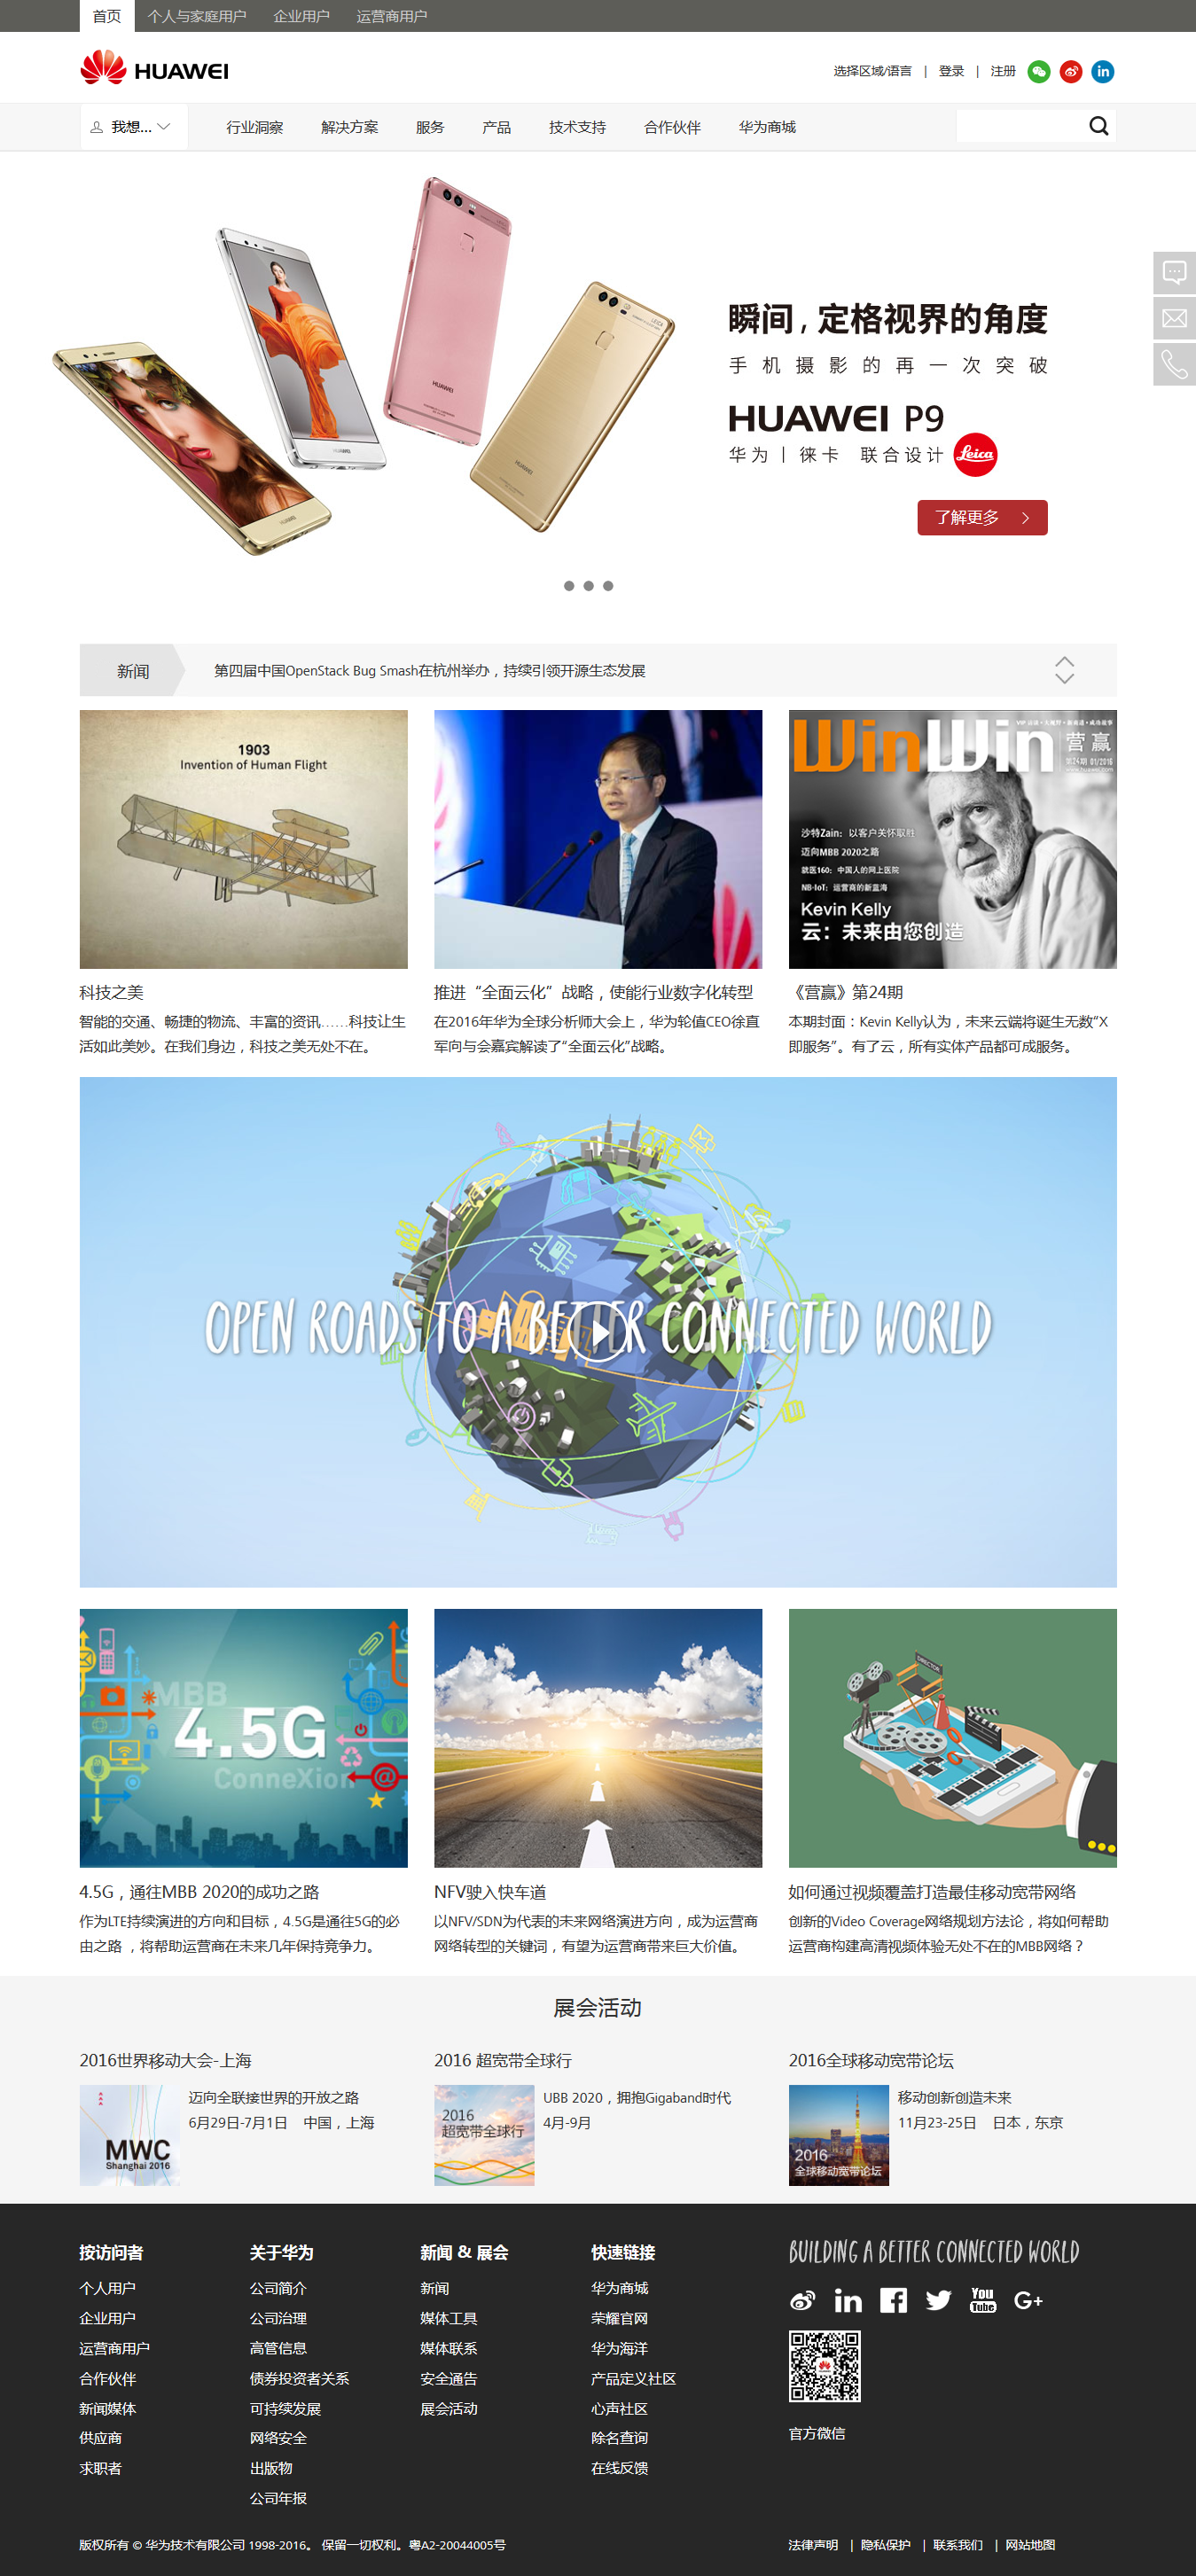 首页 个人与家庭用户 企业用户 运营商用户
HUAWEI
选择区域/语言 | 登录 | 注册
我想... 行业洞察 解决方案 服务 产品 技术支持 合作伙伴 华为商城
瞬间，定格视界的角度
手机摄影的再一次突破
HUAWEI P9
华为 | 徕卡 联合设计 Leica
了解更多
新闻 第四届中国OpenStack Bug Smash在杭州举办，持续引领开源生态发展
1903
Invention of Human Flight
WinWin 营赢
第24期 01/2016
www.huawei.com
沙特Zain：以客户关怀取胜
迈向MBB 2020之路
就医160：中国人的网上医院
NB-IoT：运营商的新蓝海
Kevin Kelly
云：未来由您创造
科技之美
智能的交通、畅捷的物流、丰富的资讯……科技让生
活如此美妙。在我们身边，科技之美无处不在。
推进“全面云化”战略，使能行业数字化转型
在2016年华为全球分析师大会上，华为轮值CEO徐直
军向与会嘉宾解读了“全面云化”战略。
《营赢》第24期
本期封面：Kevin Kelly认为，未来云端将诞生无数“X
即服务”。有了云，所有实体产品都可成服务。
OPEN ROADS TO A BETTER CONNECTED WORLD
MBB
4.5G
ConneXion
DIRECTOR
4.5G，通往MBB 2020的成功之路
作为LTE持续演进的方向和目标，4.5G是通往5G的必
由之路 ，将帮助运营商在未来几年保持竞争力。
NFV驶入快车道
以NFV/SDN为代表的未来网络演进方向，成为运营商
网络转型的关键词，有望为运营商带来巨大价值。
如何通过视频覆盖打造最佳移动宽带网络
创新的Video Coverage网络规划方法论，将如何帮助
运营商构建高清视频体验无处不在的MBB网络？
展会活动
2016世界移动大会-上海
MWC
Shanghai 2016
迈向全联接世界的开放之路
6月29日-7月1日 中国，上海
2016 超宽带全球行
2016
超宽带全球行
UBB 2020，拥抱Gigaband时代
4月-9月
2016全球移动宽带论坛
2016
全球移动宽带论坛
移动创新创造未来
11月23-25日 日本，东京
按访问者
个人用户
企业用户
运营商用户
合作伙伴
新闻媒体
供应商
求职者
关于华为
公司简介
公司治理
高管信息
债券投资者关系
可持续发展
网络安全
出版物
公司年报
新闻 & 展会
新闻
媒体工具
媒体联系
安全通告
展会活动
快速链接
华为商城
荣耀官网
华为海洋
产品定义社区
心声社区
除名查询
在线反馈
BUILDING A BETTER CONNECTED WORLD
in You Tube G+
官方微信
版权所有 © 华为技术有限公司 1998-2016。 保留一切权利。粤A2-20044005号
法律声明 | 隐私保护 | 联系我们 | 网站地图